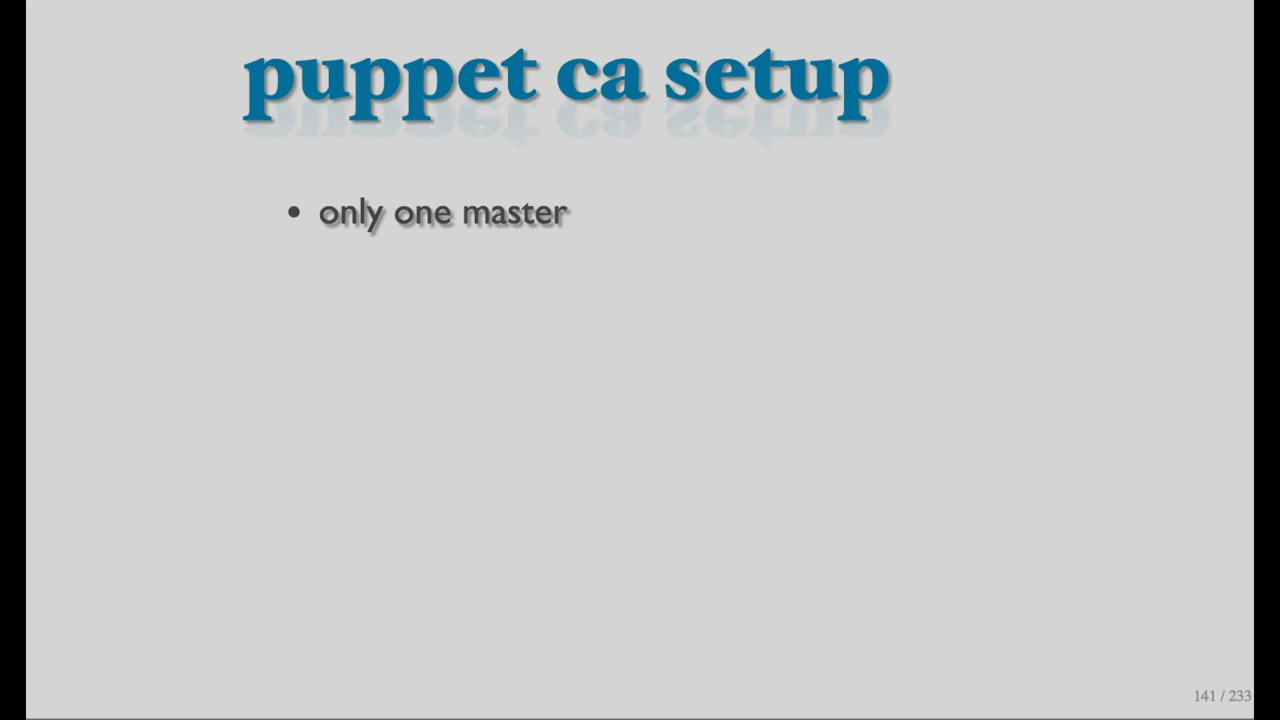 puppet ca setup
• only one master
141 / 233